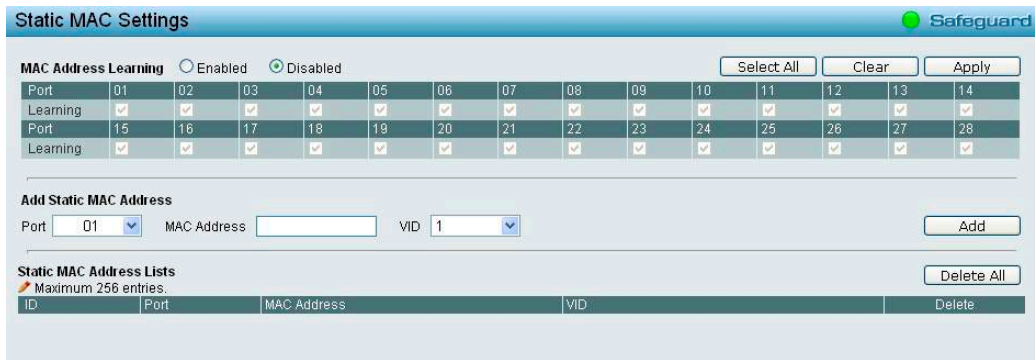 Static MAC Settings Safeguard
MAC Address Learning Enabled Disabled Select All Clear Apply
Port 01 02 03 04 05 06 07 08 09 10 11 12 13 14
Learning
Port 15 16 17 18 19 20 21 22 23 24 25 26 27 28
Learning
Add Static MAC Address
Port 01 MAC Address VID 1 Add
Static MAC Address Lists Delete All
Maximum 256 entries.
ID Port MAC Address VID Delete